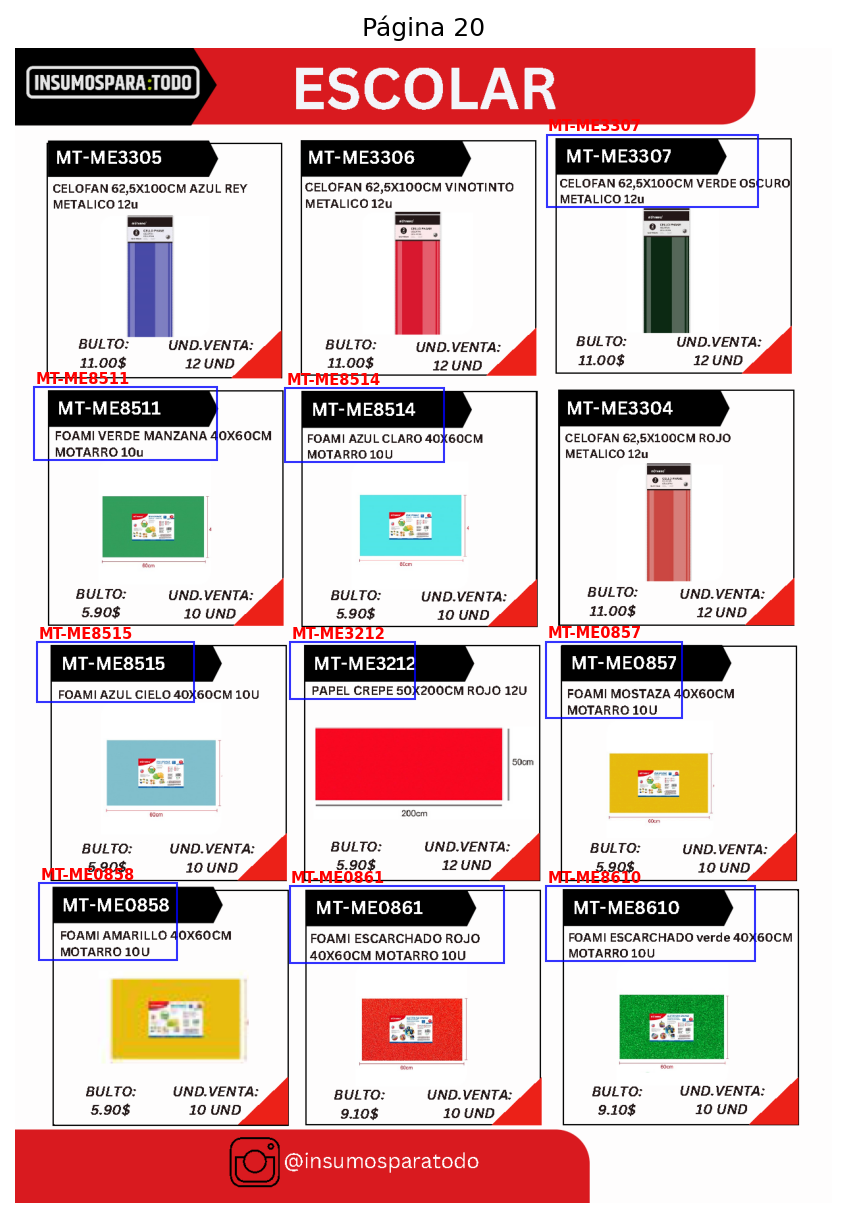 Página 20
INSUMOSPARA:TODO
ESCOLAR
MT-ME3305
CELOFAN 62,5X100CM AZUL REY
METALICO 12u
BULTO:
11.00$
UND.VENTA:
12 UND
MT-ME3306
CELOFAN 62,5X100CM VINOTINTO
METALICO 12u
BULTO:
11.00$
UND.VENTA:
12 UND
MT-ME3307
MT-ME3307
CELOFAN 62,5X100CM VERDE OSCURO
METALICO 12u
BULTO:
11.00$
UND.VENTA:
12 UND
MT-ME8511
MT-ME8511
FOAMI VERDE MANZANA 40X60CM
MOTARRO 10u
60cm
BULTO:
5.90$
UND.VENTA:
10 UND
MT-ME8514
MT-ME8514
FOAMI AZUL CLARO 40X60CM
MOTARRO 10U
60cm
BULTO:
5.90$
UND.VENTA:
10 UND
MT-ME3304
CELOFAN 62,5X100CM ROJO
METALICO 12u
BULTO:
11.00$
UND.VENTA:
12 UND
MT-ME8515
MT-ME8515
FOAMI AZUL CIELO 40X60CM 10U
60cm
BULTO:
5.90$
UND.VENTA:
10 UND
MT-ME3212
MT-ME3212
PAPEL CREPE 50X200CM ROJO 12U
50cm
200cm
BULTO:
5.90$
UND.VENTA:
12 UND
MT-ME0857
MT-ME0857
FOAMI MOSTAZA 40X60CM
MOTARRO 10U
60cm
BULTO:
5.90$
UND.VENTA:
10 UND
MT-ME0858
MT-ME0858
FOAMI AMARILLO 40X60CM
MOTARRO 10U
BULTO:
5.90$
UND.VENTA:
10 UND
MT-ME0861
MT-ME0861
FOAMI ESCARCHADO ROJO
40X60CM MOTARRO 10U
60cm
BULTO:
9.10$
UND.VENTA:
10 UND
MT-ME8610
MT-ME8610
FOAMI ESCARCHADO verde 40X60CM
MOTARRO 10U
60cm
BULTO:
9.10$
UND.VENTA:
10 UND
@insumosparatodo